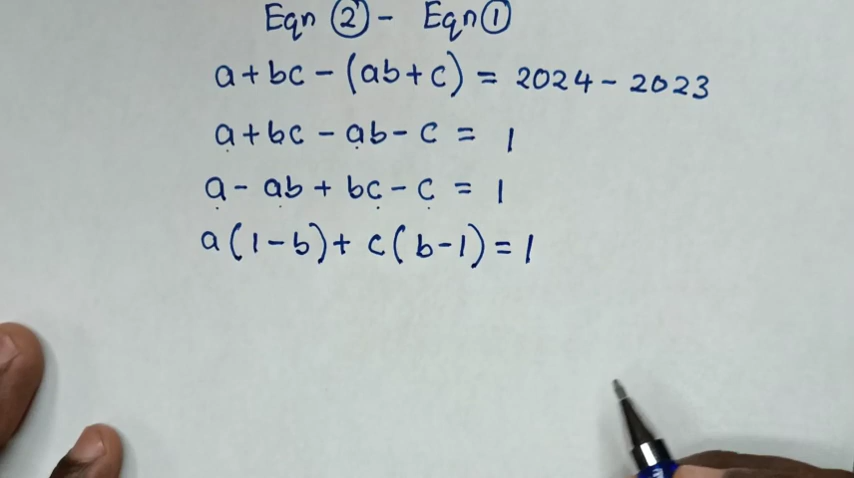 Eqn ② - Eqn ①
a + bc - (ab + c) = 2024 - 2023
a + bc - ab - c = 1
a - ab + bc - c = 1
a(1 - b) + c(b - 1) = 1